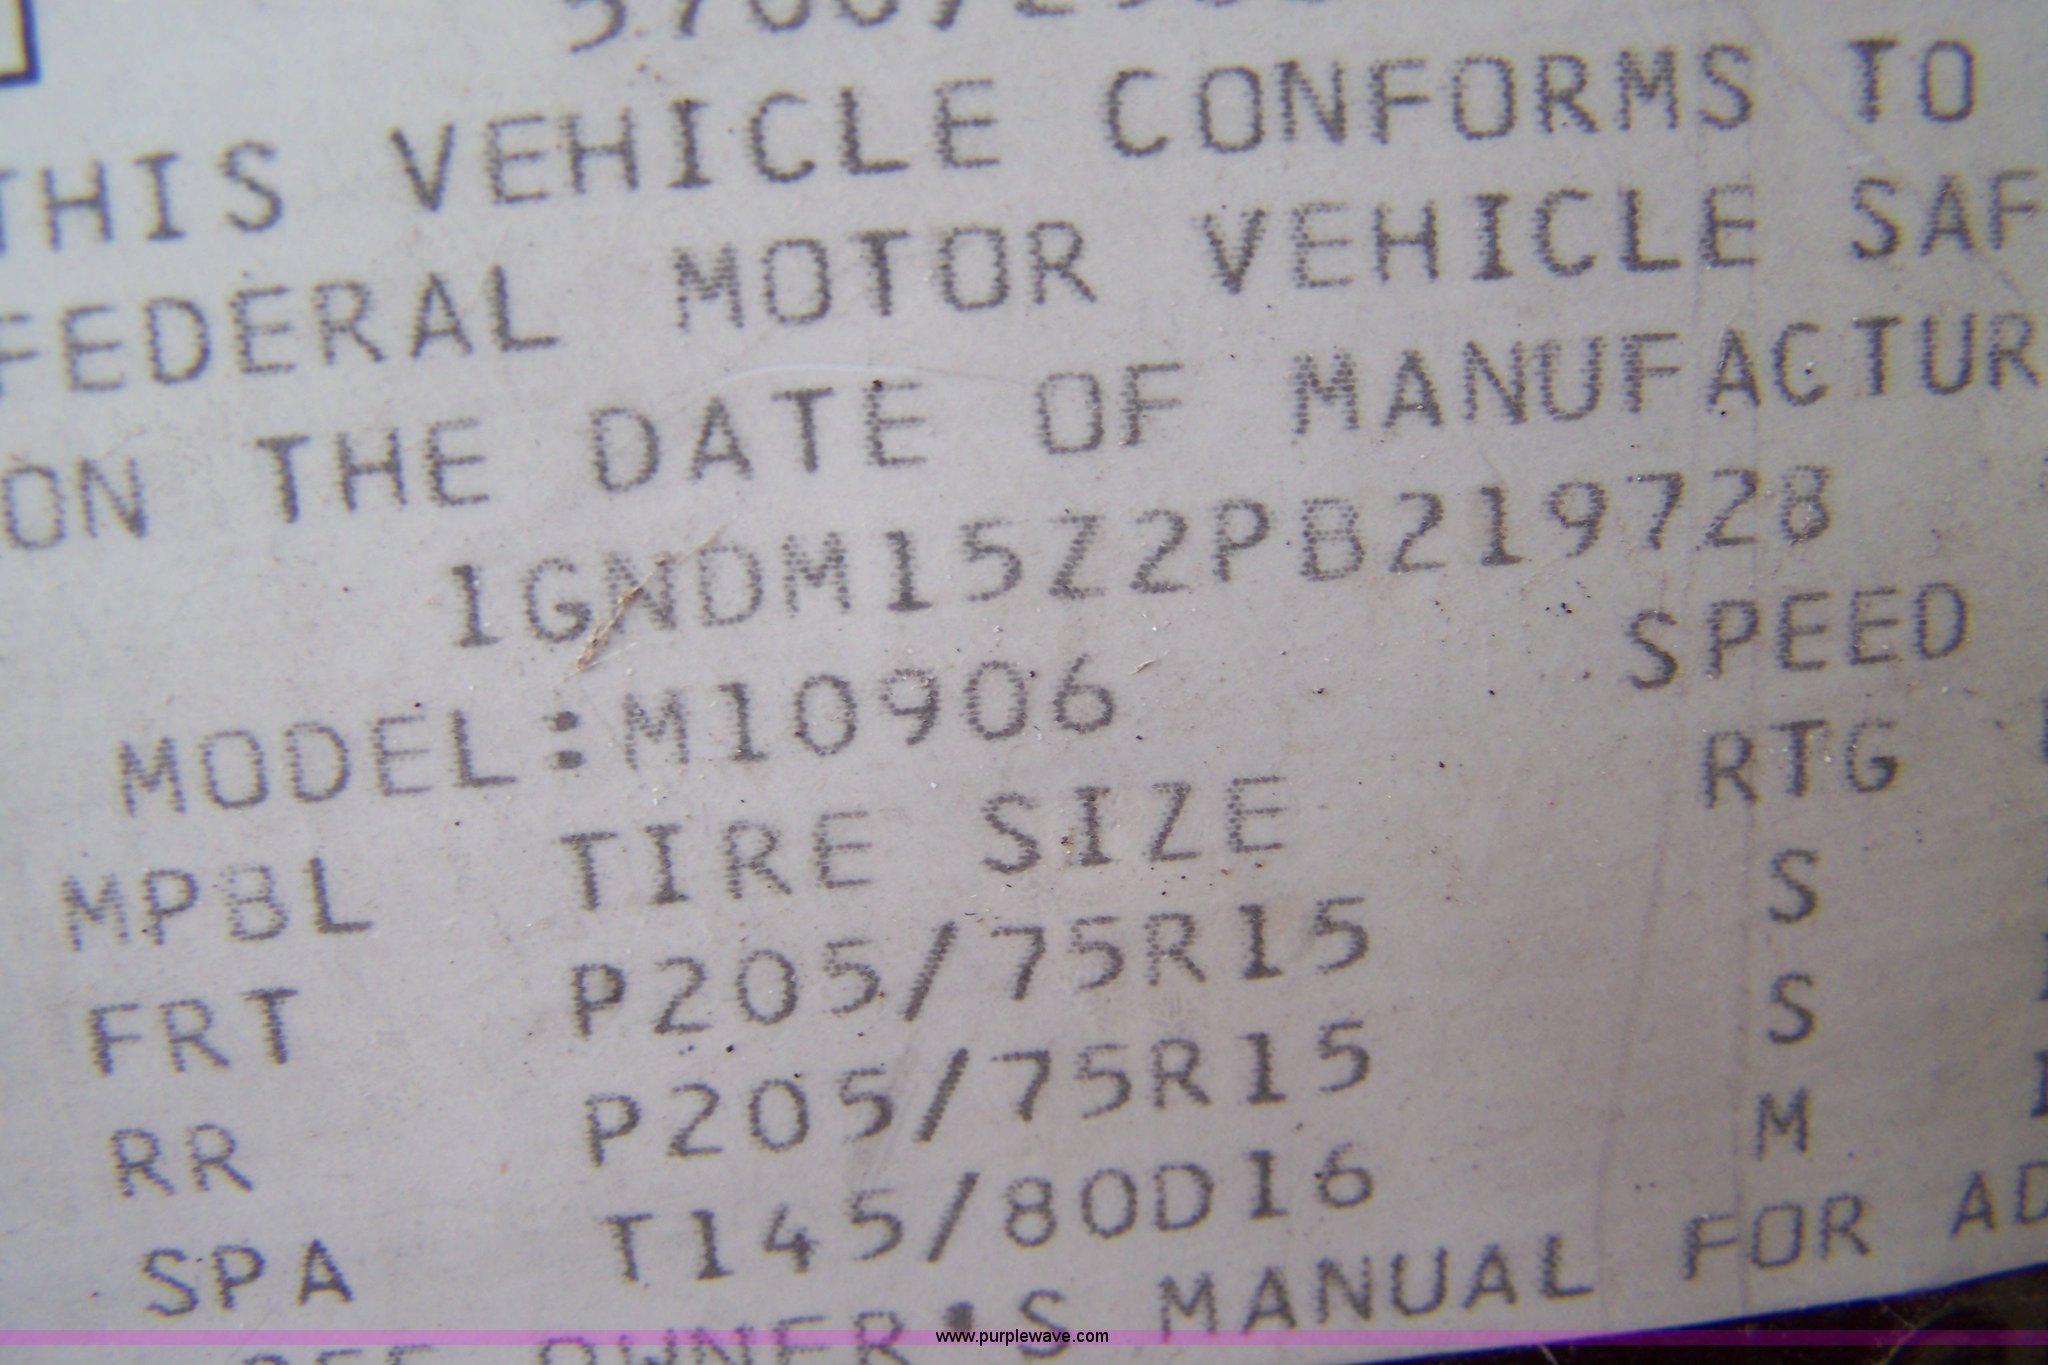 THIS VEHICLE CONFORMS TO
FEDERAL MOTOR VEHICLE SAF
ON THE DATE OF MANUFACTUR
1GNDM15Z2PB219728
MODEL:M10906 SPEED
MPBL TIRE SIZE RTG
FRT P205/75R15 S
RR P205/75R15 S
SPA T145/80D16 M
OWNER'S MANUAL FOR AD
www.purplewave.com